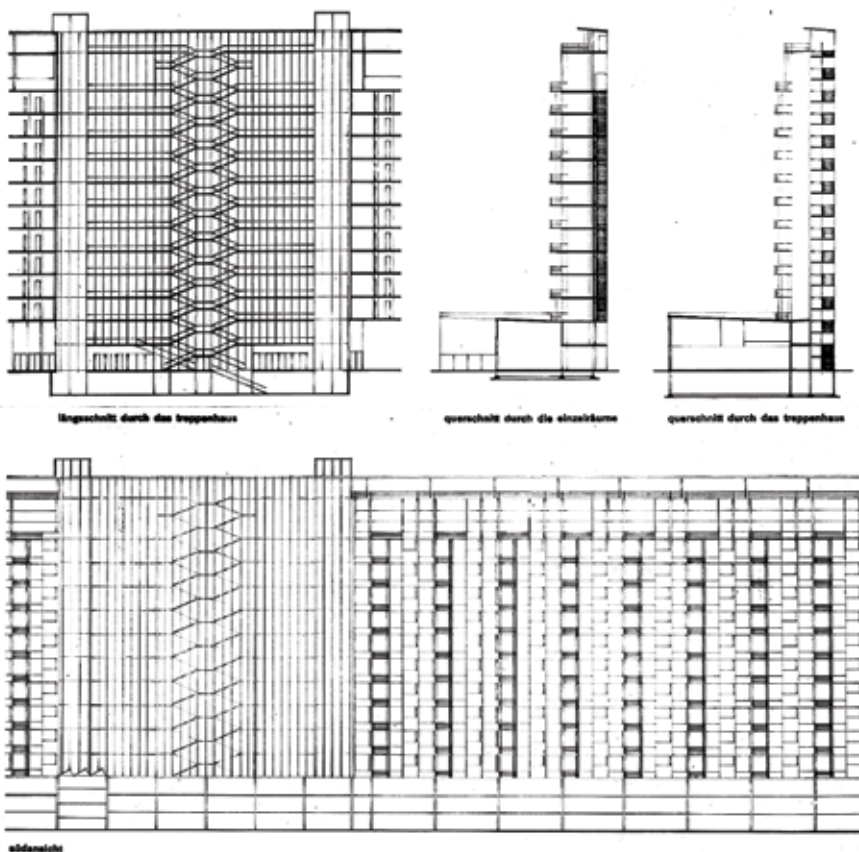 längsschnitt durch das treppenhaus
querschnitt durch die einzelräume
querschnitt durch das treppenhaus
südansicht